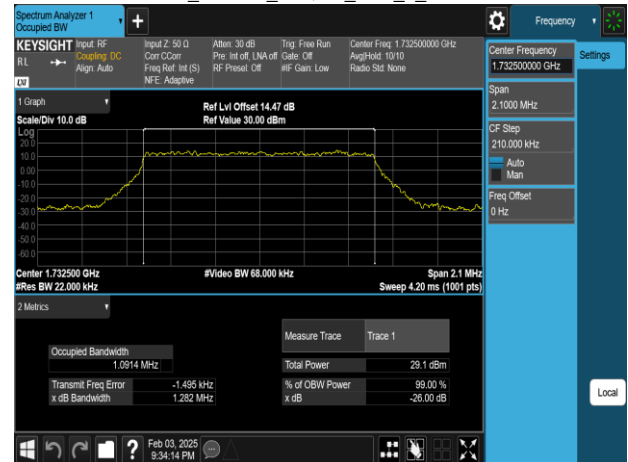 Spectrum Analyzer 1
Occupied BW
Frequency
KEYSIGHT
RL
LXI
Input: RF
Coupling: DC
Align: Auto
Input Z: 50 Ω
Corr CCorr
Freq Ref: Int (S)
NFE: Adaptive
Atten: 30 dB
Pre: Int off, LNA off
RF Preset: Off
Trig: Free Run
Gate: Off
#IF Gain: Low
Center Freq: 1.732500000 GHz
Avg|Hold: 10/10
Radio Std: None
Center Frequency
1.732500000 GHz
Settings
Span
2.1000 MHz
CF Step
210.000 kHz
Auto
Man
Freq Offset
0 Hz
Local
1 Graph
Scale/Div 10.0 dB
Ref Lvl Offset 14.47 dB
Ref Value 30.00 dBm
Log
20.0
10.0
0.00
-10.0
-20.0
-30.0
-40.0
-50.0
-60.0
Center 1.732500 GHz
#Res BW 22.000 kHz
#Video BW 68.000 kHz
Span 2.1 MHz
Sweep 4.20 ms (1001 pts)
2 Metrics
Measure Trace Trace 1
Occupied Bandwidth
1.0914 MHz
Total Power 29.1 dBm
Transmit Freq Error -1.495 kHz
% of OBW Power 99.00 %
x dB Bandwidth 1.282 MHz
x dB -26.00 dB
Feb 03, 2025
9:34:14 PM